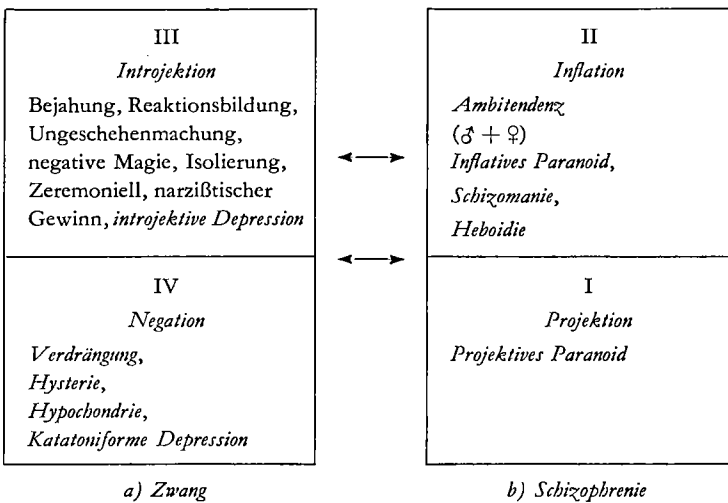 III
Introjektion
Bejahung, Reaktionsbildung,
Ungeschehenmachung,
negative Magie, Isolierung,
Zeremoniell, narzißtischer
Gewinn, introjektive Depression
IV
Negation
Verdrängung,
Hysterie,
Hypochondrie,
Katatoniforme Depression
a) Zwang
II
Inflation
Ambitendenz
(♂ + ♀)
Inflatives Paranoid,
Schizomanie,
Heboidie
I
Projektion
Projektives Paranoid
b) Schizophrenie